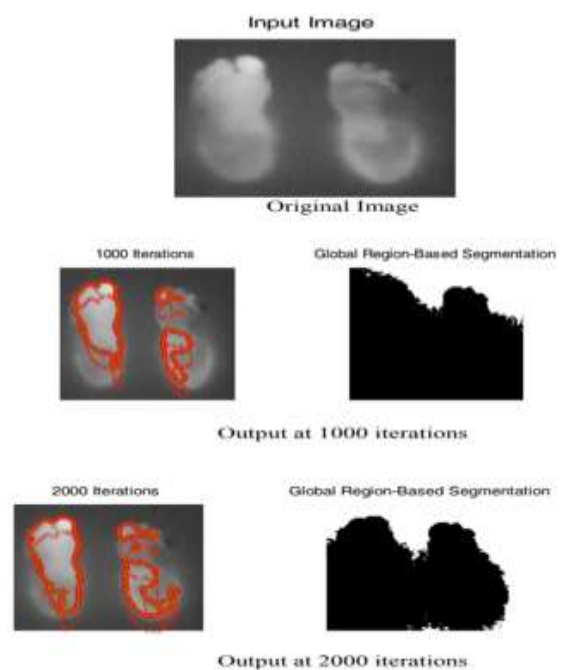 Input Image
Original Image
1000 Iterations
Global Region-Based Segmentation
Output at 1000 iterations
2000 Iterations
Global Region-Based Segmentation
Output at 2000 iterations